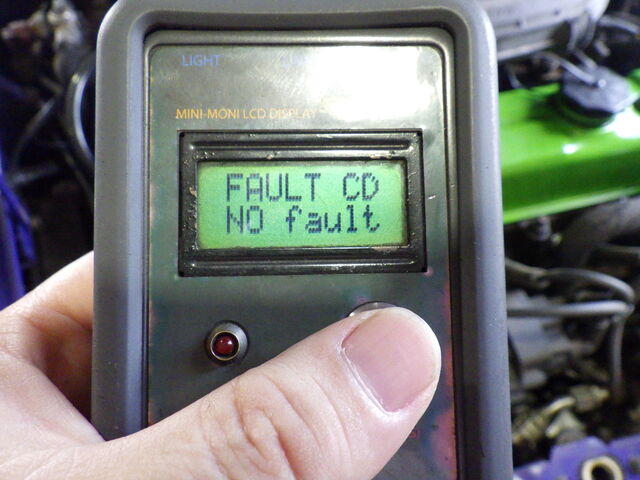 LIGHT
MINI-MONI LCD DISPLAY
FAULT CD
NO fault